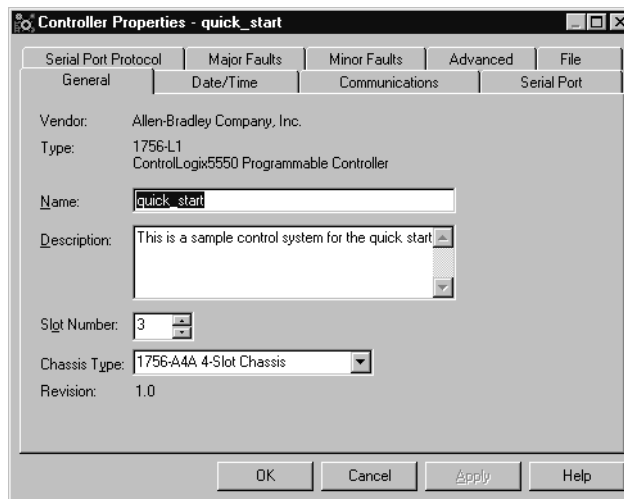 Controller Properties - quick_start
Serial Port Protocol Major Faults Minor Faults Advanced File
General Date/Time Communications Serial Port
Vendor: Allen-Bradley Company, Inc.
Type: 1756-L1
ControlLogix5550 Programmable Controller
Name: quick_start
Description: This is a sample control system for the quick start
Slot Number: 3
Chassis Type: 1756-A4A 4-Slot Chassis
Revision: 1.0
OK Cancel Apply Help